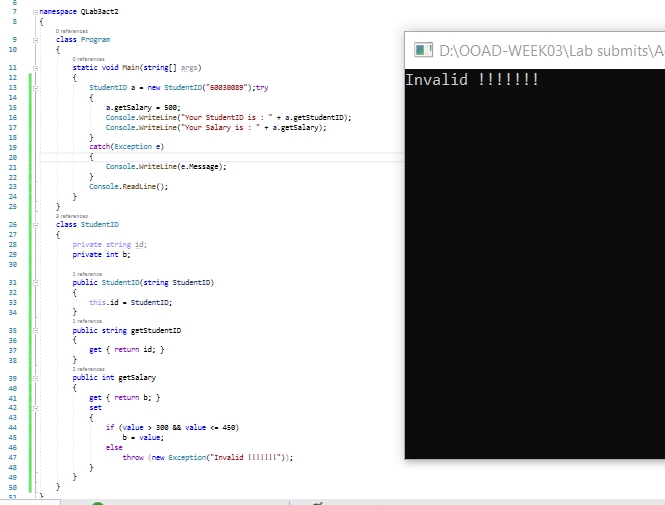 6
7 namespace QLab3act2
8 {
0 references
9 class Program
10 {
0 references
11 static void Main(string[] args)
12 {
13 StudentID a = new StudentID("60030089");try
14 {
15 a.getSalary = 500;
16 Console.WriteLine("Your StudentID is : " + a.getStudentID);
17 Console.WriteLine("Your Salary is : " + a.getSalary);
18 }
19 catch(Exception e)
20 {
21 Console.WriteLine(e.Message);
22 }
23 Console.ReadLine();
24 }
25 }
3 references
26 class StudentID
27 {
28 private string id;
29 private int b;
30
1 reference
31 public StudentID(string StudentID)
32 {
33 this.id = StudentID;
34 }
1 reference
35 public string getStudentID
36 {
37 get { return id; }
38 }
2 references
39 public int getSalary
40 {
41 get { return b; }
42 set
43 {
44 if (value > 300 && value <= 450)
45 b = value;
46 else
47 throw (new Exception("Invalid !!!!!!!"));
48 }
49 }
50 }
51 }
D:\OOAD-WEEK03\Lab submits\A
Invalid !!!!!!!